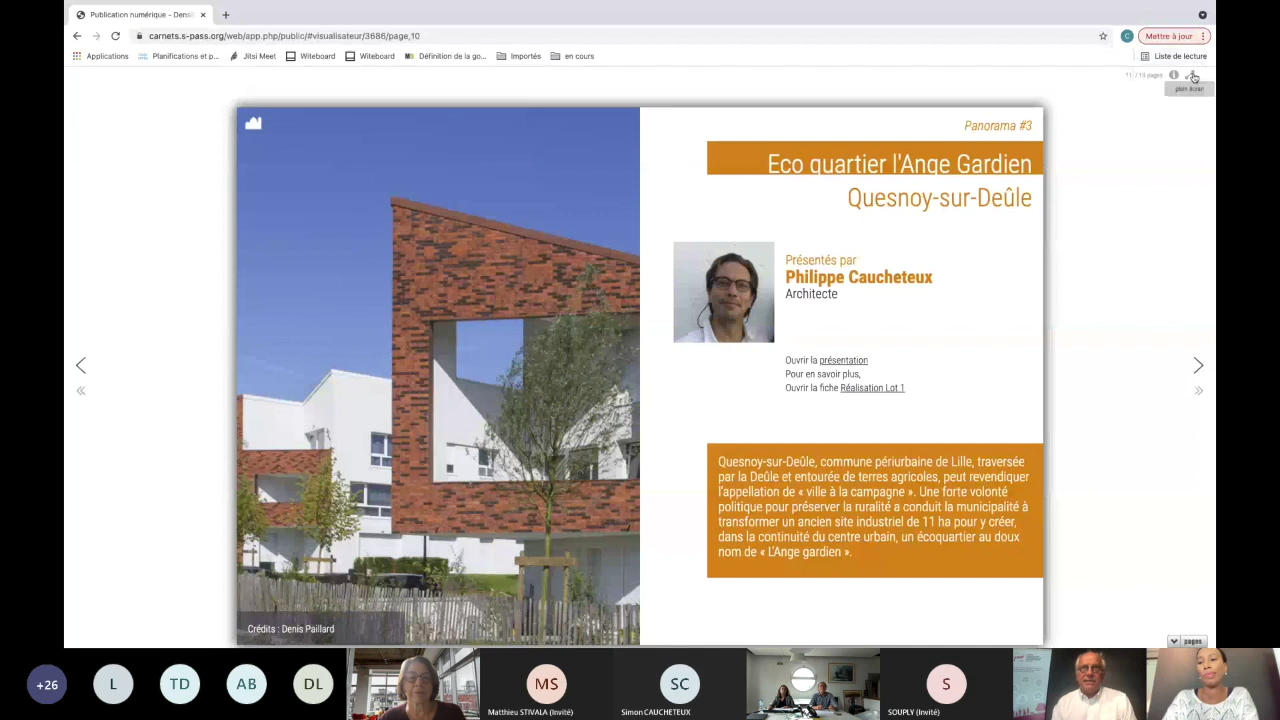 Publication numérique - Densi
carnets.s-pass.org/web/app.php/public/#visualisateur/3686/page,10
C
Mettre à jour
Applications
Planifications et p...
Jitsi Meet
Witeboard
Witeboard
Définition de la go...
Importés
en cours
Liste de lecture
plein écran
Panorama #3
Eco quartier l'Ange Gardien
Quesnoy-sur-Deûle
Présentés par
Philippe Caucheteux
Architecte
Ouvrir la présentation
Pour en savoir plus,
Ouvrir la fiche Réalisation Lot 1
Quesnoy-sur-Deûle, commune périurbaine de Lille, traversée
par la Deûle et entourée de terres agricoles, peut revendiquer
l'appellation de « ville à la campagne ». Une forte volonté
politique pour préserver la ruralité a conduit la municipalité à
transformer un ancien site industriel de 11 ha pour y créer,
dans la continuité du centre urbain, un écoquartier au doux
nom de « L'Ange gardien ».
Crédits : Denis Paillard
pages
+26
L
TD
AB
DL
MS
Matthieu STIVALA (Invité)
SC
Simon CAUCHETEUX
S
SOUPLY (Invité)